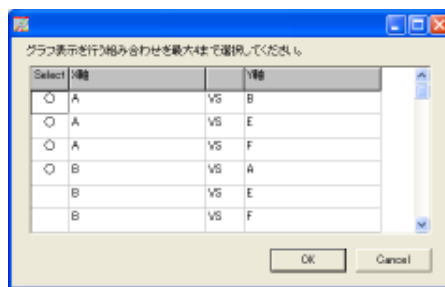 グラフ表示を行う組み合わせを最大4まで選択してください。
Select X軸 Y軸
○ A VS B
○ A VS E
○ A VS F
○ B VS A
B VS E
B VS F
OK Cancel